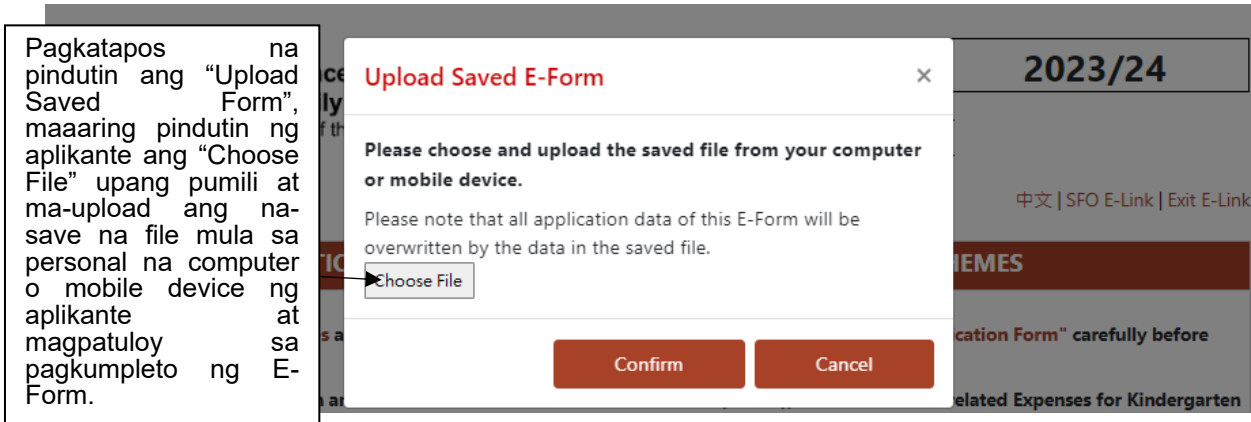 Pagkatapos na
pindutin ang “Upload
Saved Form”,
maaaring pindutin ng
aplikante ang “Choose
File” upang pumili at
ma-upload ang na-
save na file mula sa
personal na computer
o mobile device ng
aplikante at
magpatuloy sa
pagkumpleto ng E-
Form.
Upload Saved E-Form ×
Please choose and upload the saved file from your computer
or mobile device.
Please note that all application data of this E-Form will be
overwritten by the data in the saved file.
Choose File
Confirm Cancel
2023/24
中文 | SFO E-Link | Exit E-Link
cation Form" carefully before
elated Expenses for Kindergarten